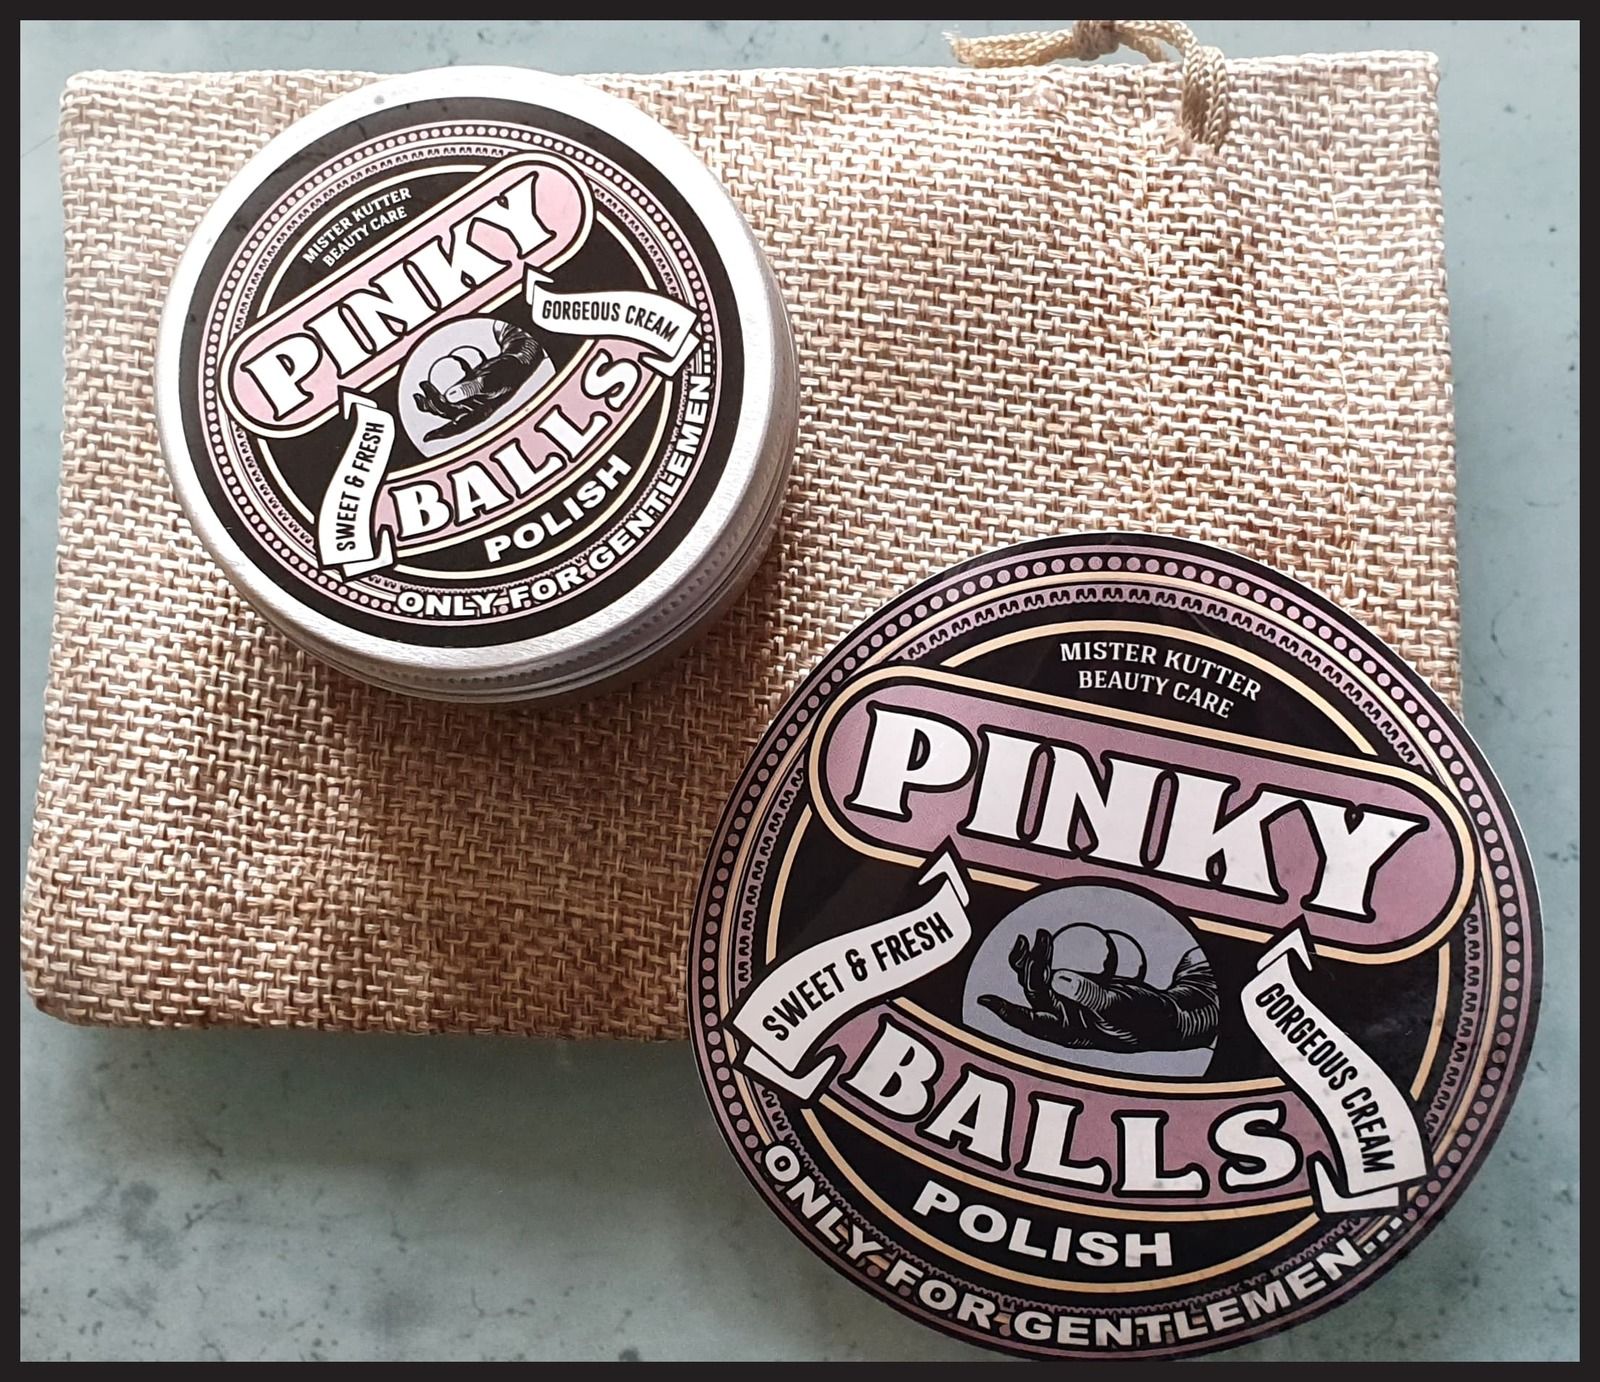 MISTER KUTTER
BEAUTY CARE
PINKY
GORGEOUS CREAM
SWEET & FRESH
BALLS
POLISH
ONLY FOR GENTLEMEN...
MISTER KUTTER
BEAUTY CARE
PINKY
SWEET & FRESH
GORGEOUS CREAM
BALLS
POLISH
ONLY FOR GENTLEMEN...